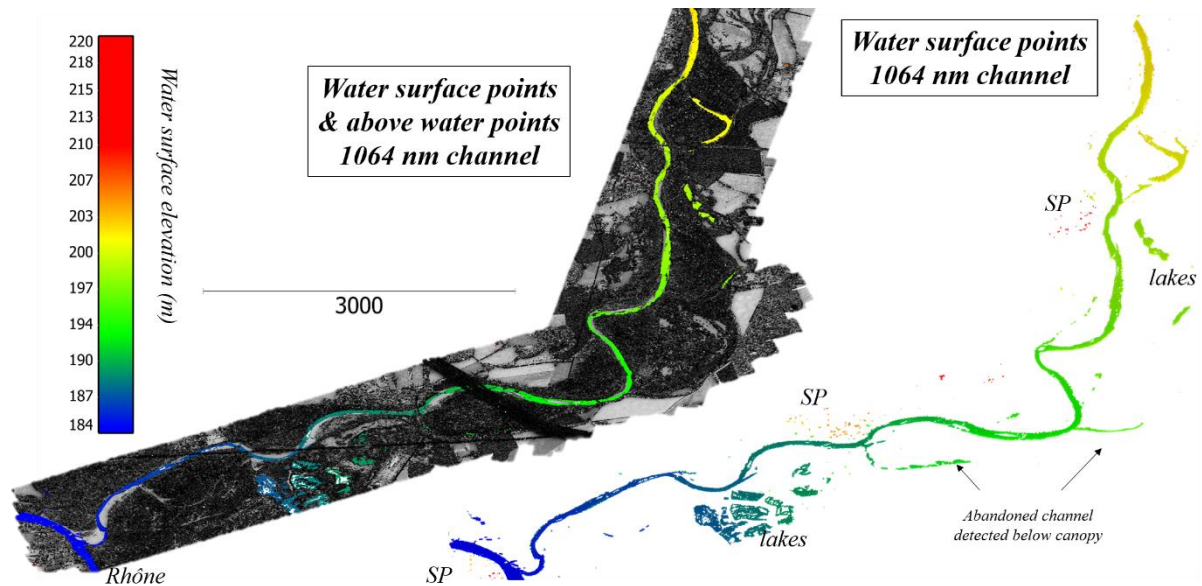 220
218
215
213
210
207
203
200
197
194
190
187
184
Water surface elevation (m)
Water surface points
& above water points
1064 nm channel
3000
Rhône
Water surface points
1064 nm channel
SP
lakes
SP
Abandoned channel
detected below canopy
lakes
SP